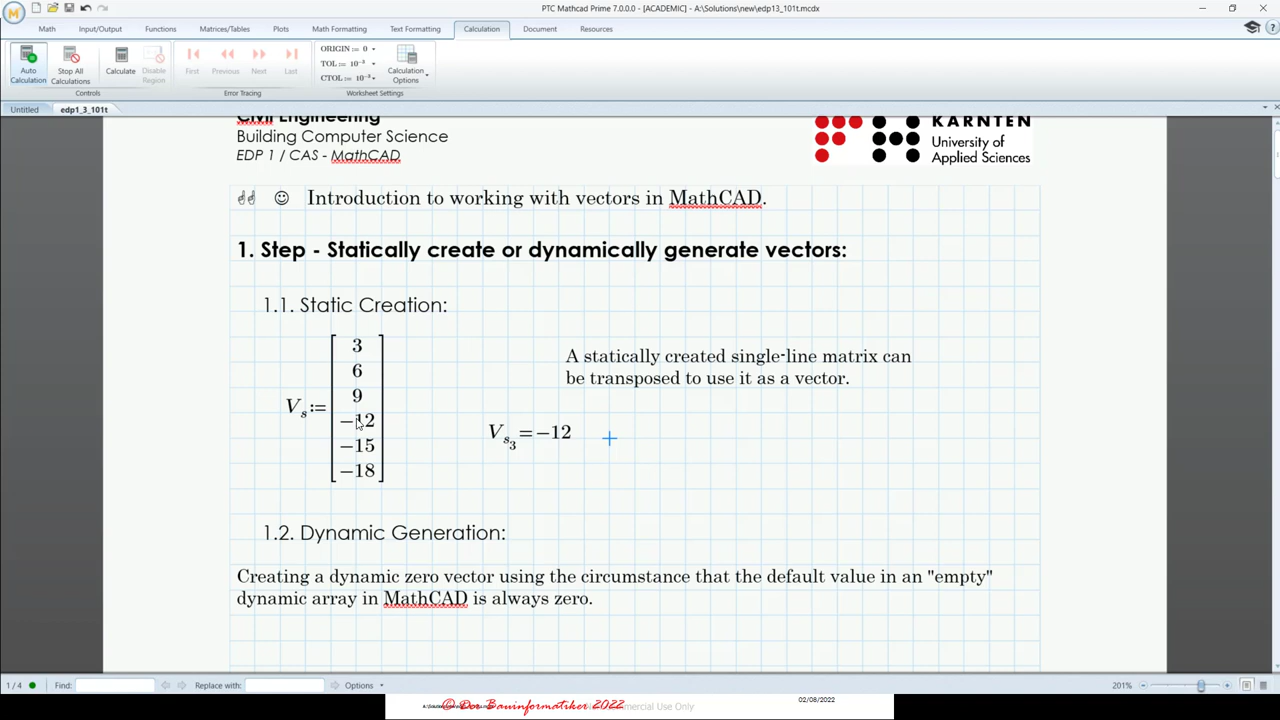 PTC Mathcad Prime 7.0.0.0 - [ACADEMIC] - A:\Solutions\new\edp13_101t.mcdx
Math Input/Output Functions Matrices/Tables Plots Math Formatting Text Formatting Calculation Document Resources
ORIGIN := 0
TOL := 10⁻³
CTOL := 10⁻³
Auto Calculation
Stop All Calculations
Calculate
Disable Region
First Previous Next Last
Calculation Options
Controls Error Tracing Worksheet Settings
Untitled edp1_3_101t
Civil Engineering
Building Computer Science
EDP 1 / CAS - MathCAD
KÄRNTEN
University of
Applied Sciences
Introduction to working with vectors in MathCAD.
1. Step - Statically create or dynamically generate vectors:
1.1. Static Creation:
V_s := [3
6
9
−12
−15
−18]
A statically created single-line matrix can
be transposed to use it as a vector.
V_s_3 = −12
1.2. Dynamic Generation:
Creating a dynamic zero vector using the circumstance that the default value in an "empty"
dynamic array in MathCAD is always zero.
1 / 4 Find: Replace with: Options 201%
© Der Bauinformatiker 2022
02/08/2022